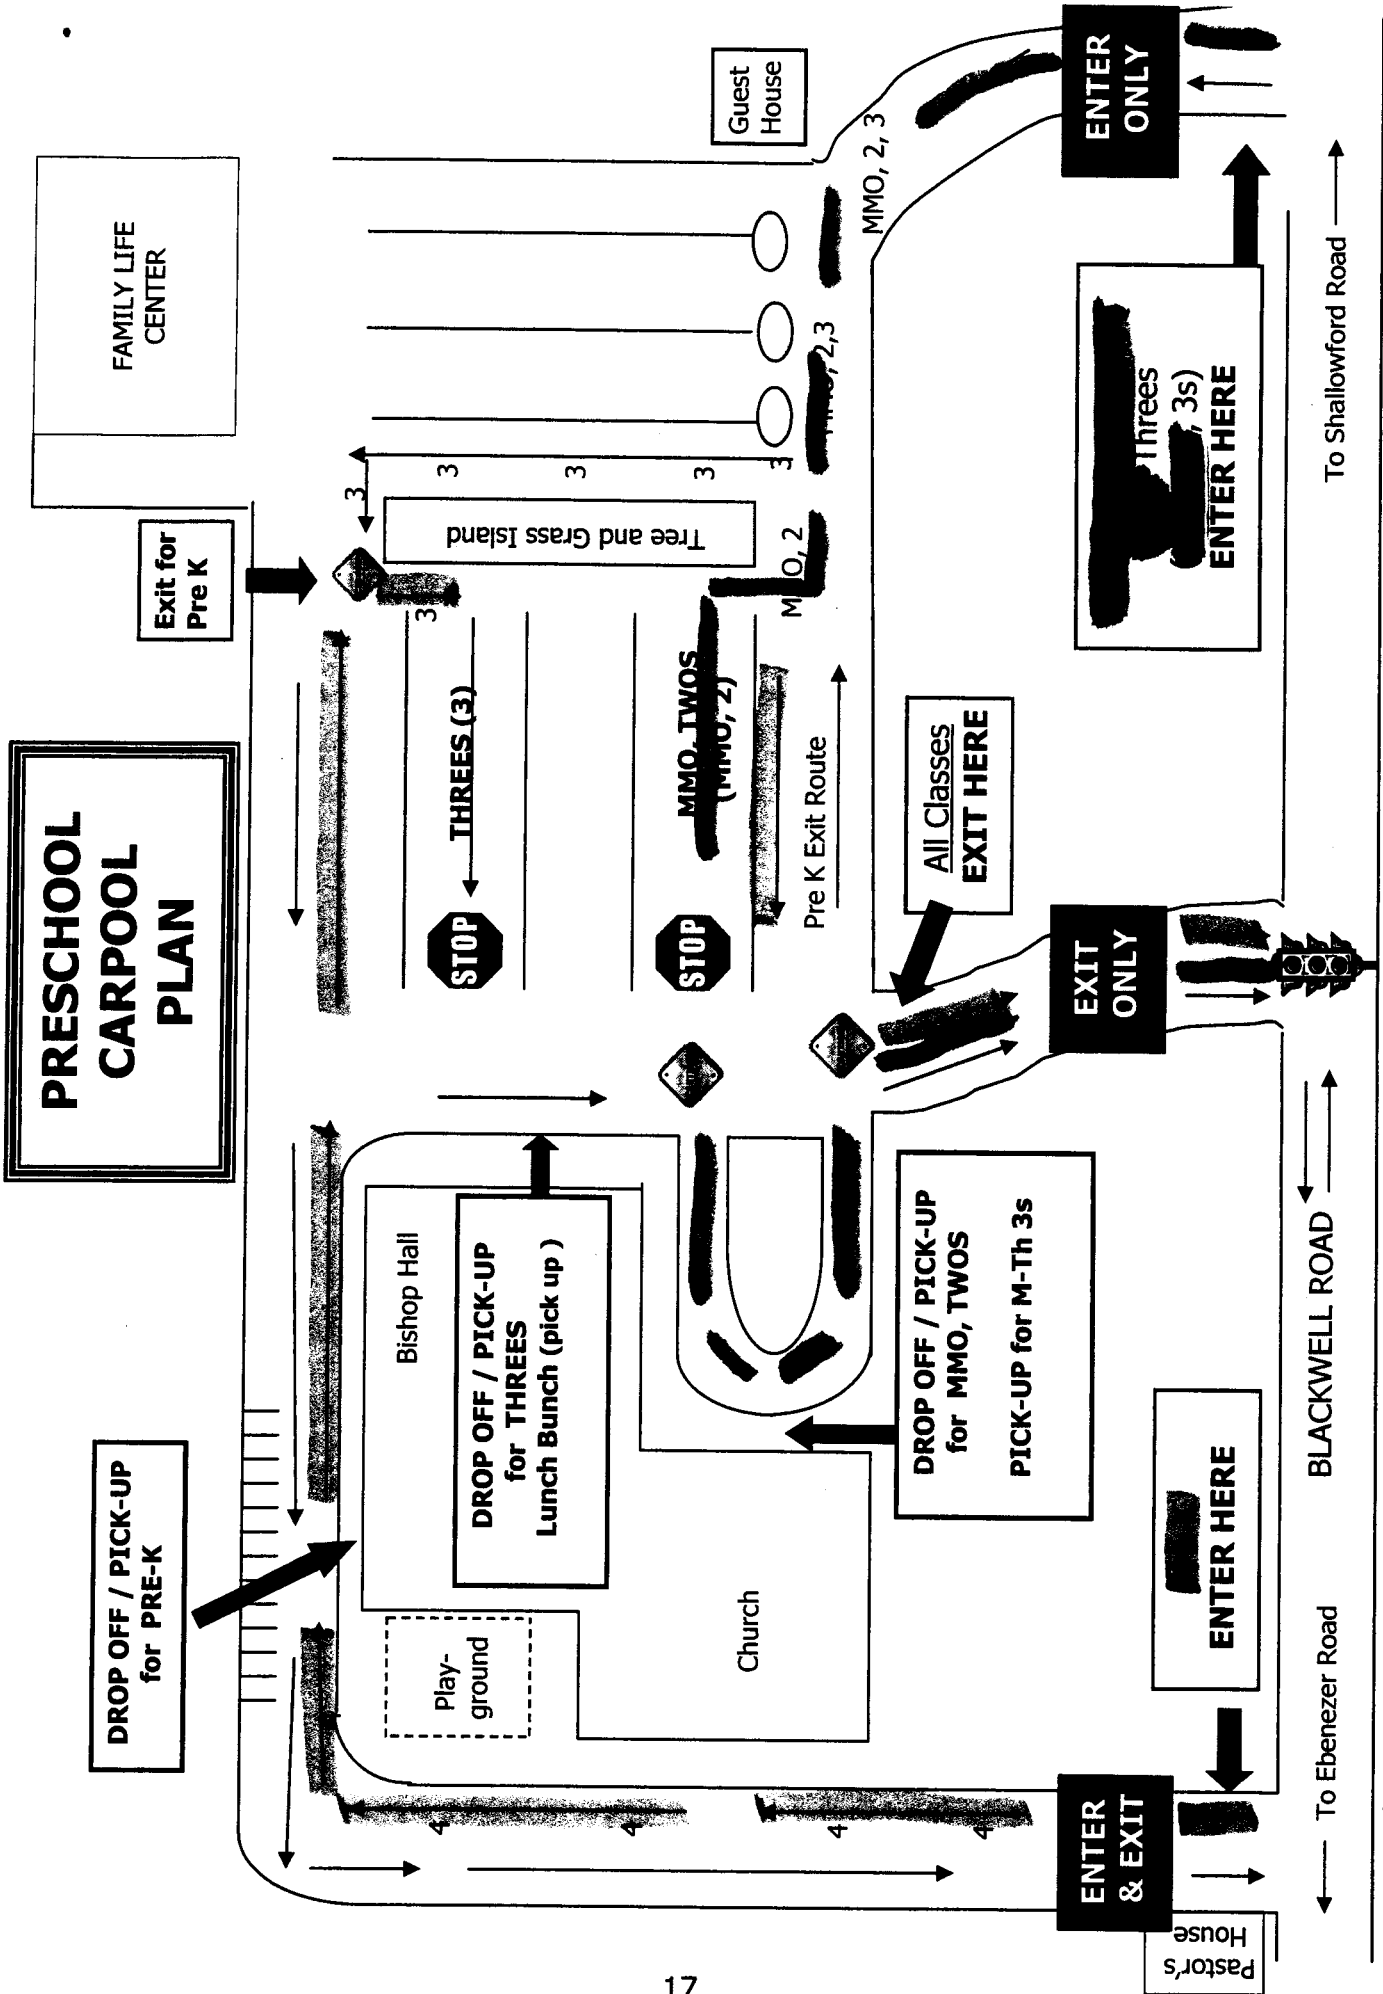 PRESCHOOL
CARPOOL
PLAN
DROP OFF / PICK-UP
for PRE-K
Exit for
Pre K
FAMILY LIFE
CENTER
Guest
House
3
3
3
3
3
3
Tree and Grass Island
THREES (3)
STOP
MMO, TWOS
(MMO, 2)
STOP
Pre K Exit Route
MMO, 2
MMO, 2,3
MMO, 2, 3
Bishop Hall
DROP OFF / PICK-UP
for THREES
Lunch Bunch (pick up )
Play-
ground
Church
4
4
4
4
DROP OFF / PICK-UP
for MMO, TWOS
PICK-UP for M-Th 3s
All Classes
EXIT HERE
ENTER
& EXIT
EXIT
ONLY
ENTER
ONLY
Pastor's
House
ENTER HERE
Threes
, 3s)
ENTER HERE
To Ebenezer Road
BLACKWELL ROAD
To Shallowford Road
17